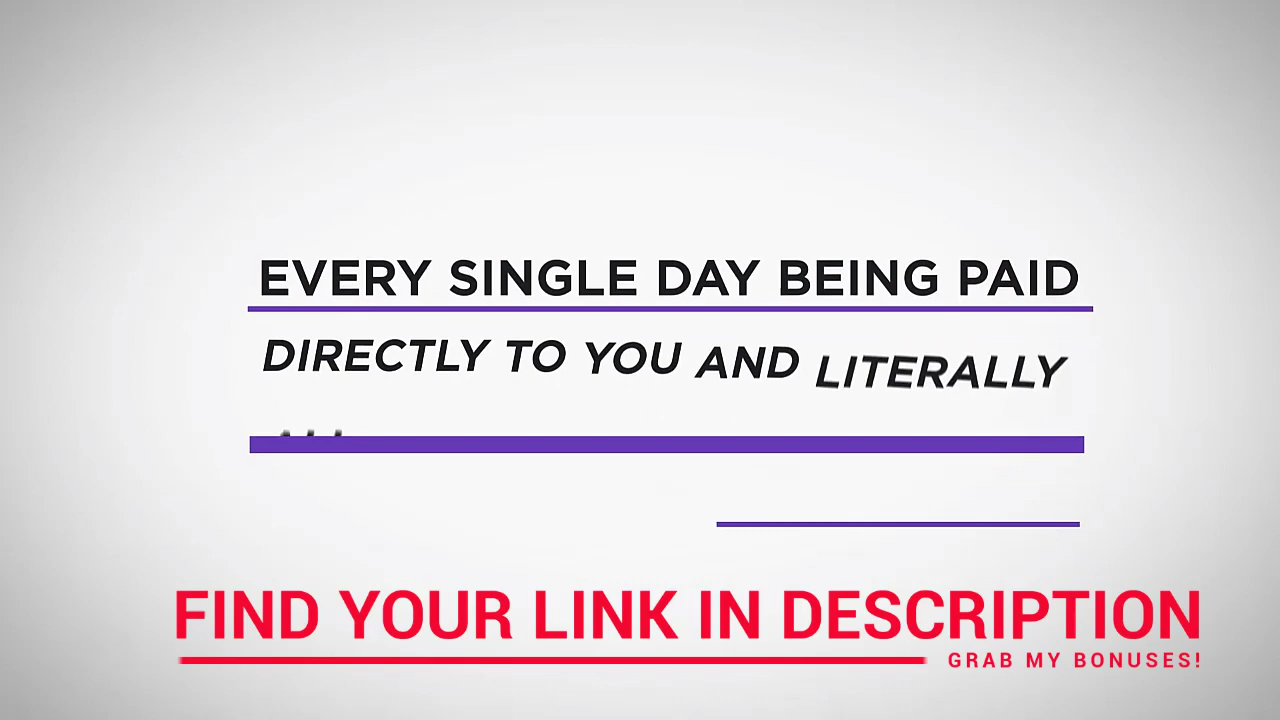 EVERY SINGLE DAY BEING PAID
DIRECTLY TO YOU AND LITERALLY
FIND YOUR LINK IN DESCRIPTION
GRAB MY BONUSES!